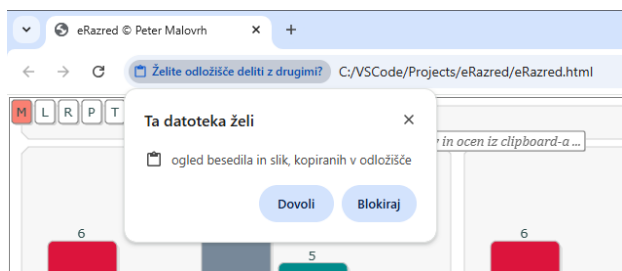 eRazred © Peter Malovrh
Želite odložišče deliti z drugimi? C:/VSCode/Projects/eRazred/eRazred.html
M L R P T
Ta datoteka želi
in ocen iz clipboard-a ...
ogled besedila in slik, kopiranih v odložišče
Dovoli Blokiraj
6 6
5